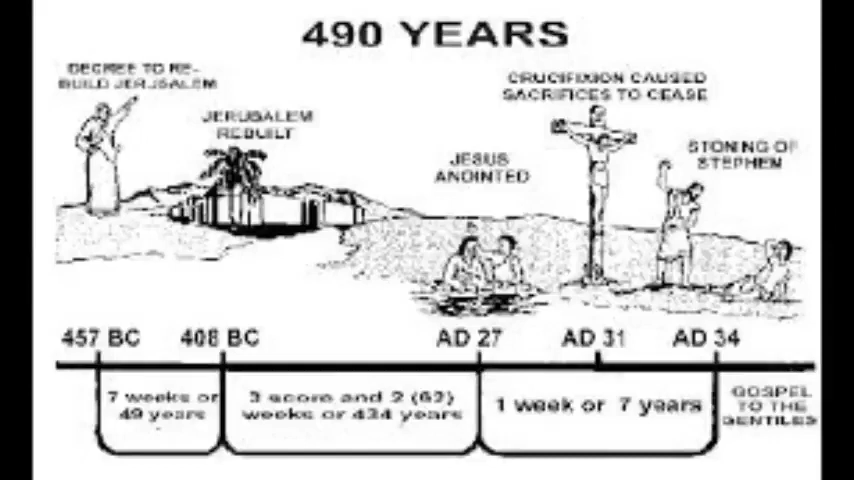 490 YEARS
DECREE TO RE-
BUILD JERUSALEM
JERUSALEM
REBUILT
JESUS
ANOINTED
CRUCIFIXION CAUSED
SACRIFICES TO CEASE
STONING OF
STEPHEN
457 BC 408 BC AD 27 AD 31 AD 34
7 weeks or
49 years
3 score and 2 (62)
weeks or 434 years
1 week or 7 years
GOSPEL
TO THE
GENTILES